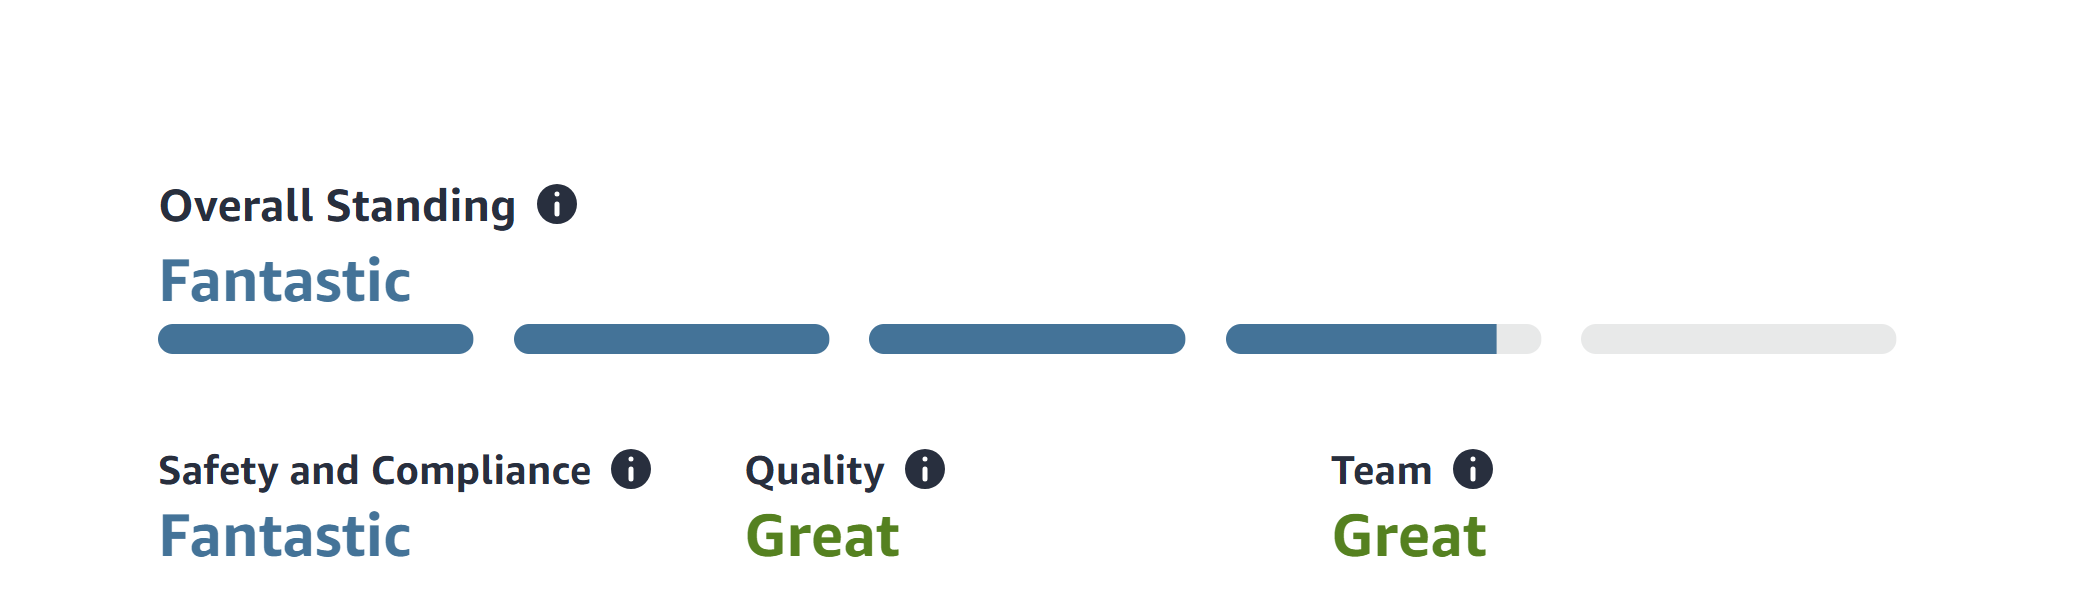 Overall Standing
Fantastic
Safety and Compliance
Quality
Team
Fantastic
Great
Great